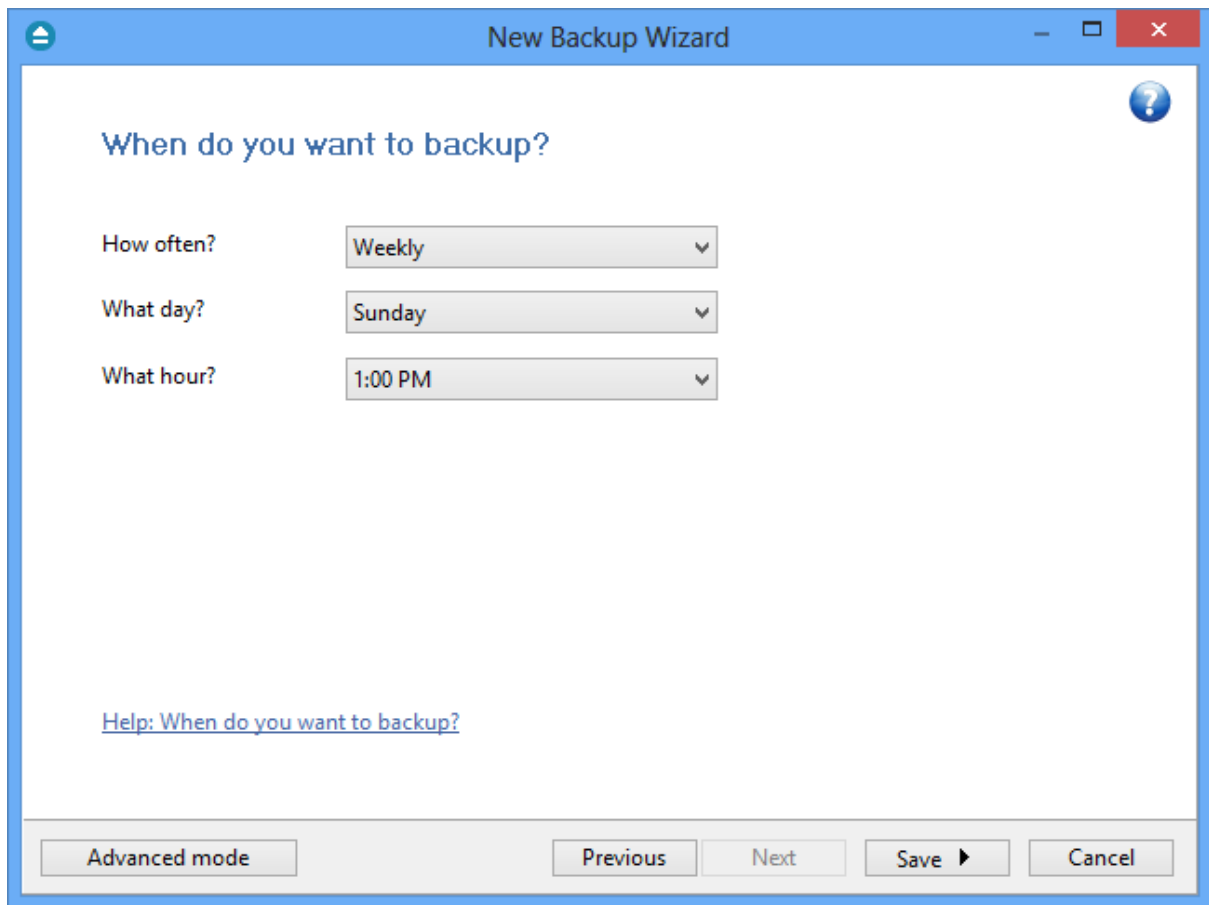 New Backup Wizard
When do you want to backup?
How often?
Weekly
What day?
Sunday
What hour?
1:00 PM
Help: When do you want to backup?
Advanced mode
Previous
Next
Save
Cancel